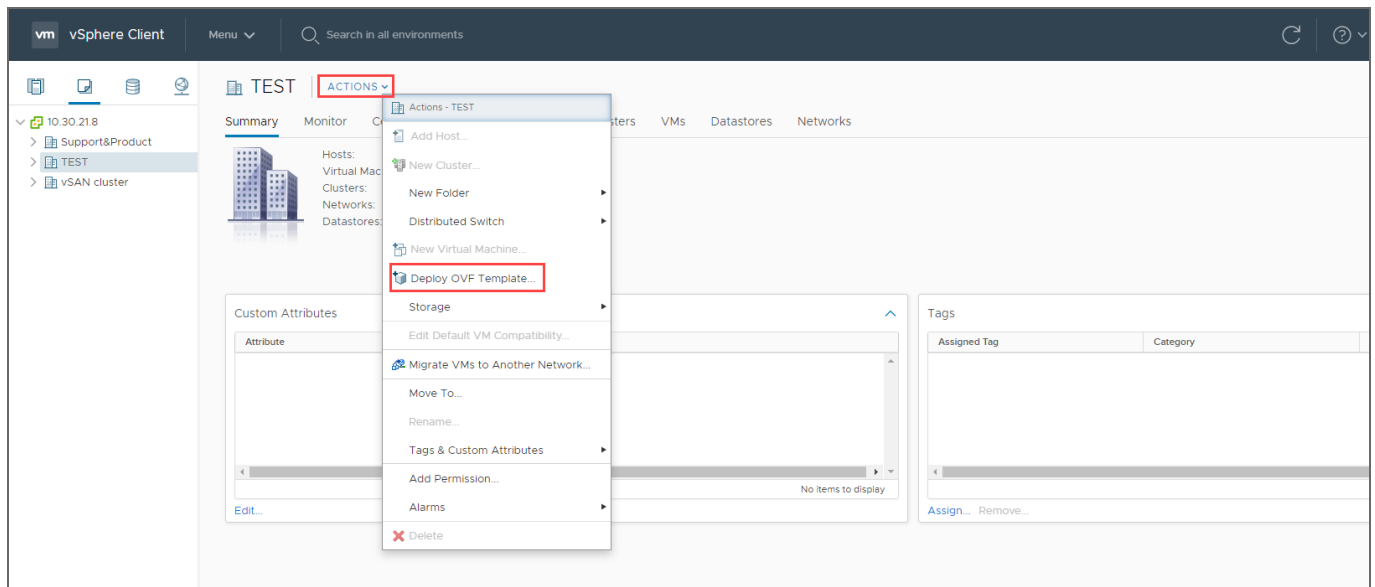 vm vSphere Client Menu Search in all environments
TEST ACTIONS
Actions - TEST
Summary Monitor ters VMs Datastores Networks
10.30.21.8
Support&Product
TEST
vSAN cluster
Hosts:
Virtual Mac
Clusters:
Networks:
Datastores:
Add Host...
New Cluster...
New Folder
Distributed Switch
New Virtual Machine...
Deploy OVF Template...
Storage
Edit Default VM Compatibility...
Migrate VMs to Another Network...
Move To...
Rename...
Tags & Custom Attributes
Add Permission...
Alarms
Delete
Custom Attributes
Attribute
No items to display
Edit...
Tags
Assigned Tag Category
Assign... Remove...